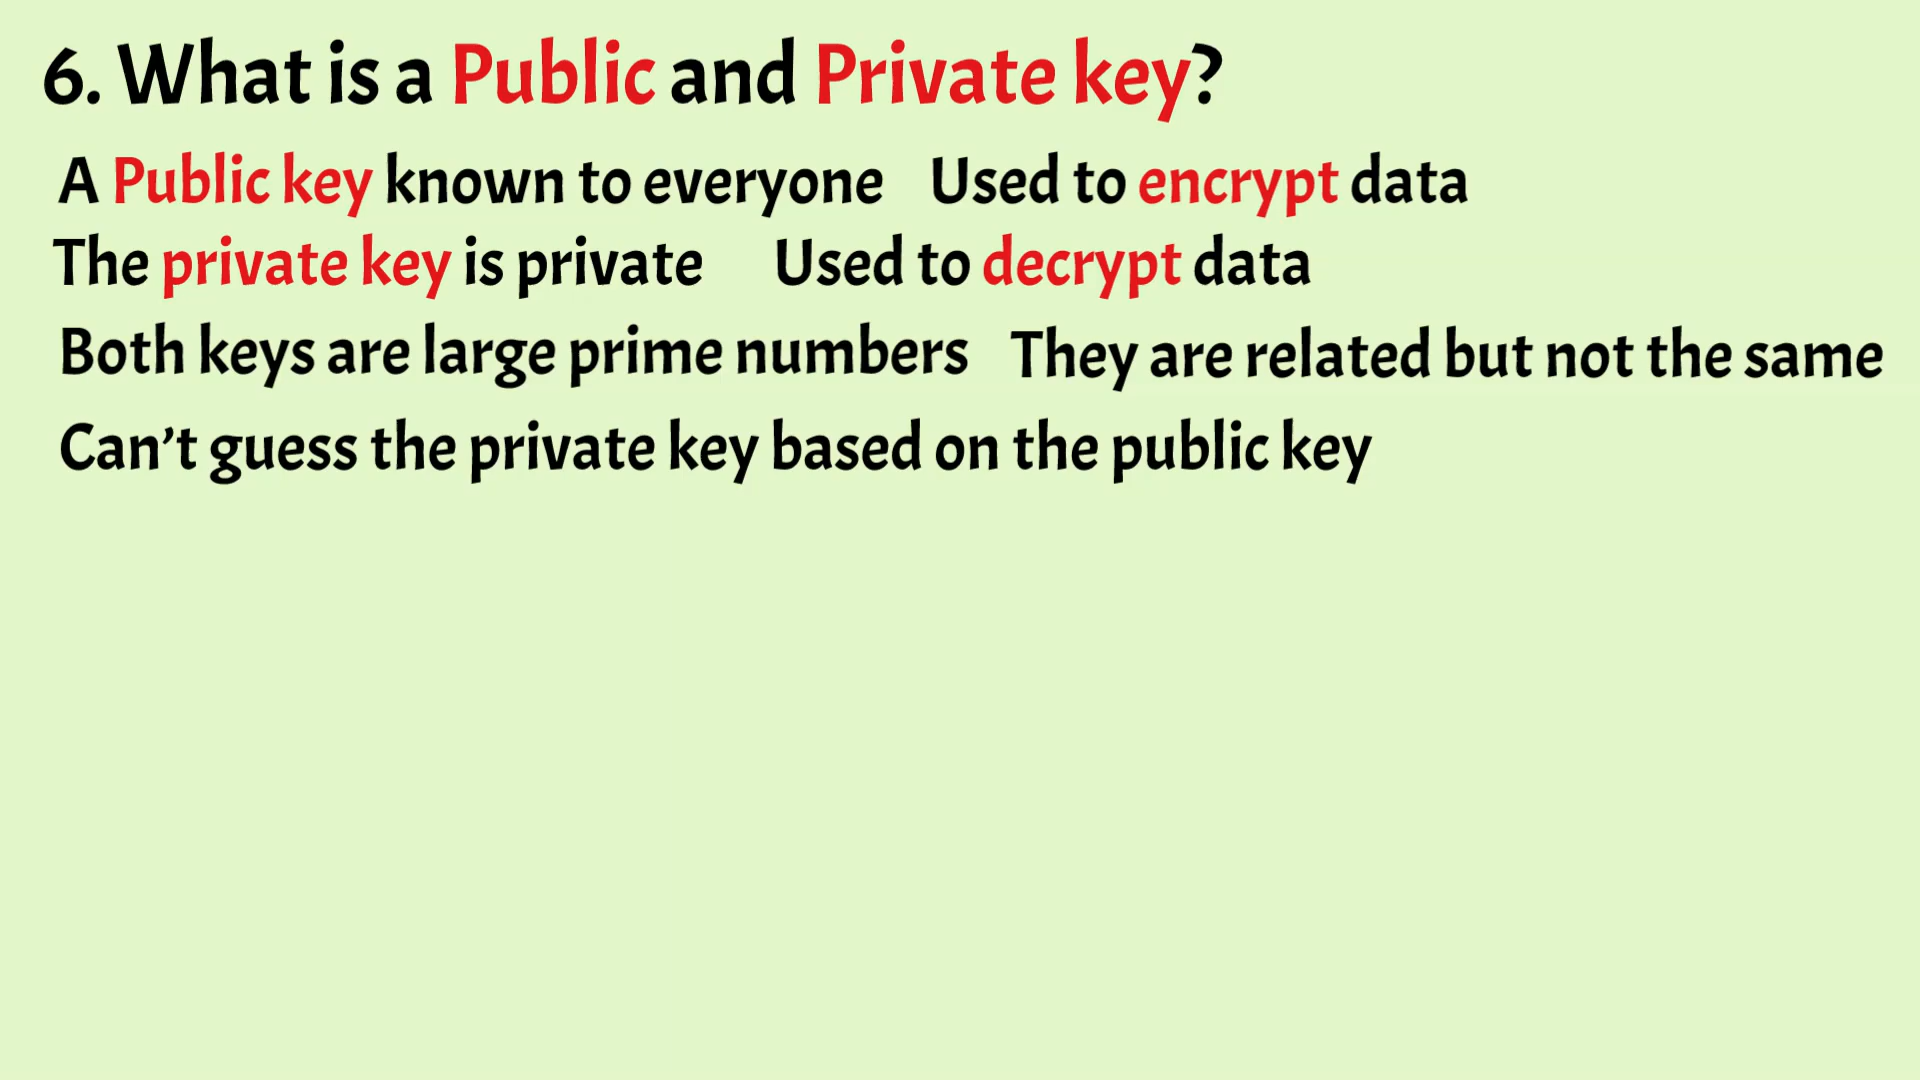 6. What is a Public and Private key?
A Public key known to everyone Used to encrypt data
The private key is private Used to decrypt data
Both keys are large prime numbers They are related but not the same
Can’t guess the private key based on the public key